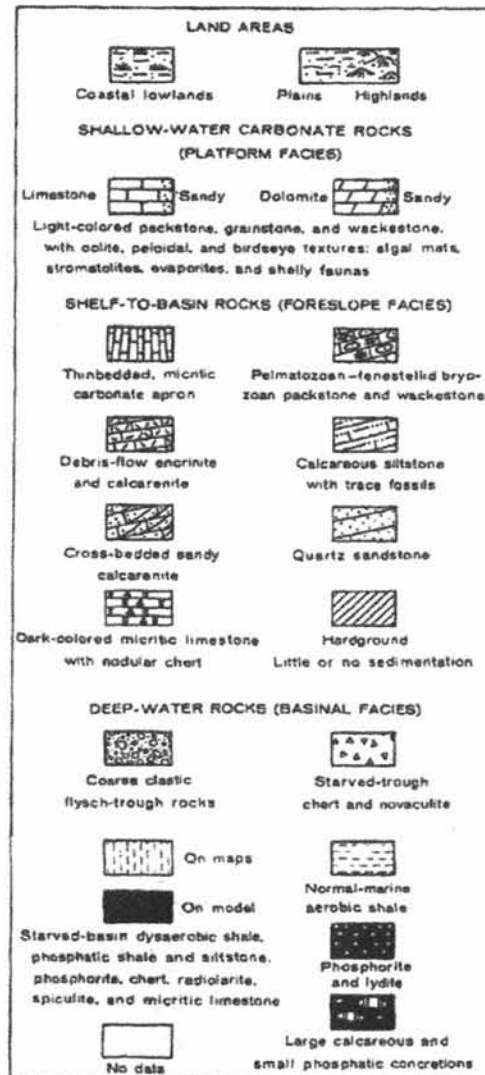 LAND AREAS
Coastal lowlands
Plains Highlands
SHALLOW-WATER CARBONATE ROCKS
(PLATFORM FACIES)
Limestone Sandy Dolomite Sandy
Light-colored packstone, grainstone, and wackestone,
with oolite, peloidal, and birdseye textures: algal mats,
stromatolites, evaporites, and shelly faunas
SHELF-TO-BASIN ROCKS (FORESLOPE FACIES)
Thinbedded, micritic
carbonate apron
Pelmatozoan-fenestellid bryo-
zoan packstone and wackestone
Debris-flow encrinite
and calcarenite
Calcareous siltstone
with trace fossils
Cross-bedded sandy
calcarenite
Quartz sandstone
Dark-colored micritic limestone
with nodular chert
Hardground
Little or no sedimentation
DEEP-WATER ROCKS (BASINAL FACIES)
Coarse clastic
flysch-trough rocks
Starved-trough
chert and novaculite
On maps
On model
Starved-basin dysaerobic shale,
phosphatic shale and siltstone,
phosphorite, chert, radiolarite,
spiculite, and micritic limestone
Normal-marine
aerobic shale
Phosphorite
and lydite
No data
Large calcareous and
small phosphatic concretions